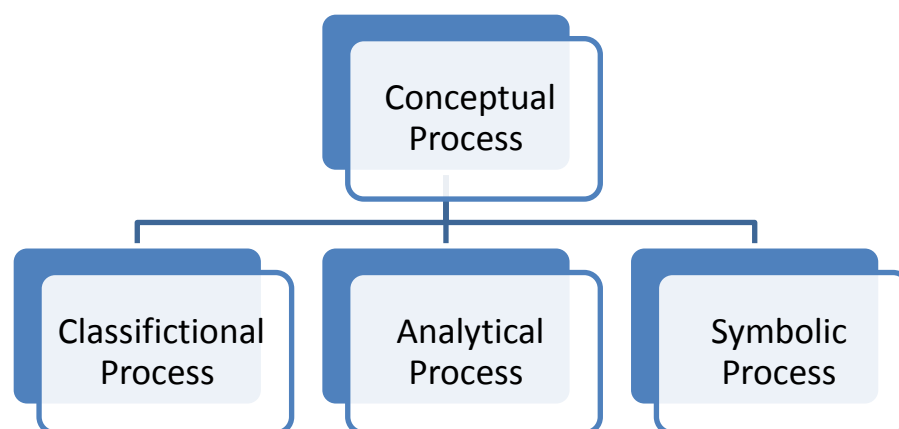 Conceptual
Process
Classifictional
Process
Analytical
Process
Symbolic
Process